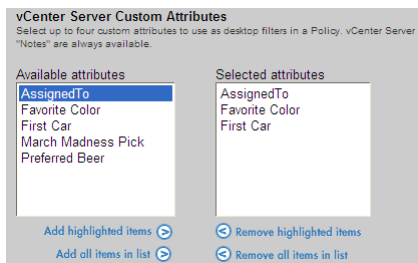 vCenter Server Custom Attributes
Select up to four custom attributes to use as desktop filters in a Policy. vCenter Server
"Notes" are always available.
Available attributes
AssignedTo
Favorite Color
First Car
March Madness Pick
Preferred Beer
Add highlighted items
Add all items in list
Selected attributes
AssignedTo
Favorite Color
First Car
Remove highlighted items
Remove all items in list